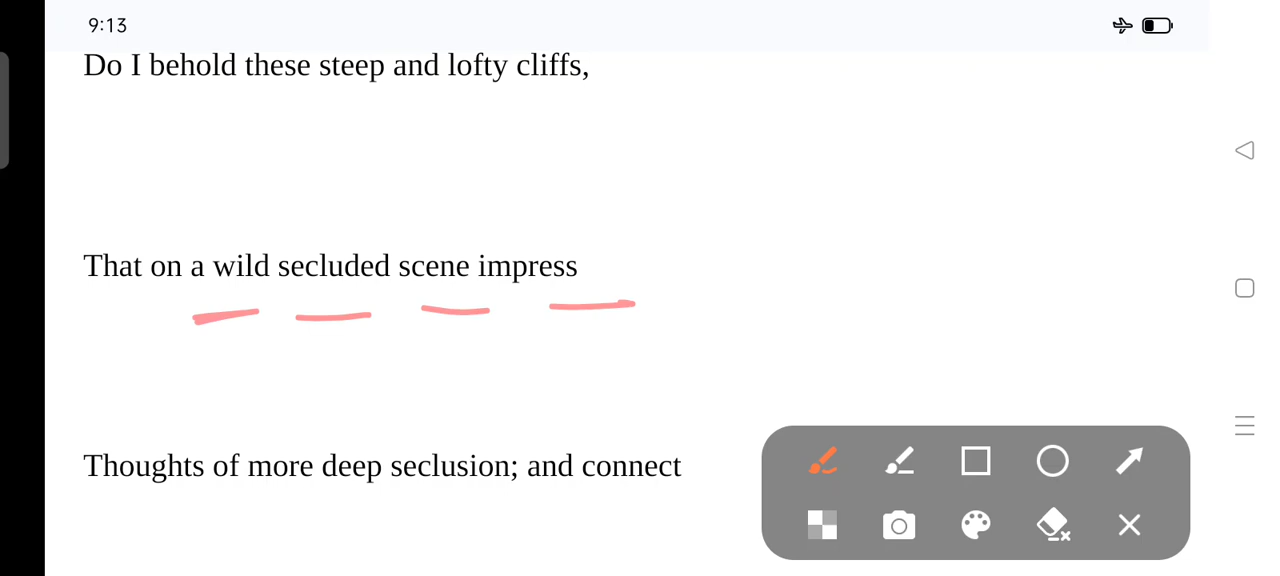 9:13
Do I behold these steep and lofty cliffs,
That on a wild secluded scene impress
Thoughts of more deep seclusion; and connect